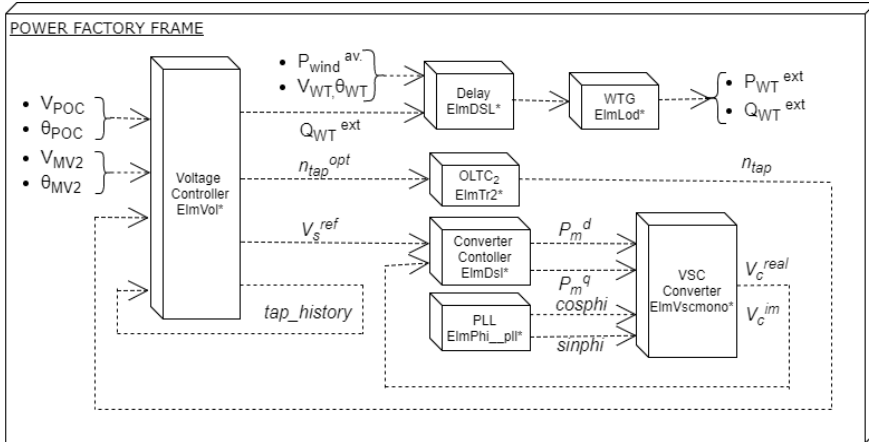 POWER FACTORY FRAME
• P_wind ^av.
• V_WT,θ_WT
• V_POC
• θ_POC
• V_MV2
• θ_MV2
Voltage
Controller
ElmVol*
Q_WT ^ext
Delay
ElmDSL*
WTG
ElmLod*
• P_WT ^ext
• Q_WT ^ext
n_tap^opt
OLTC₂
ElmTr2*
n_tap
V_s^ref
Converter
Contoller
ElmDsl*
P_m^d
P_m^q
VSC
Converter
ElmVscmono*
V_c^real
V_c^im
tap_history
PLL
ElmPhi__pll*
cosphi
sinphi